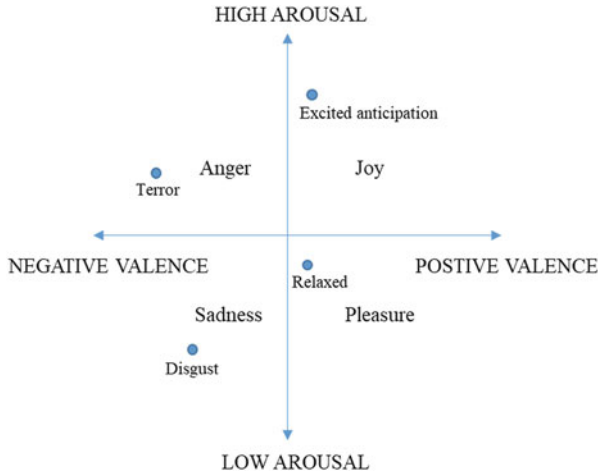 HIGH AROUSAL
Excited anticipation
Anger
Joy
Terror
NEGATIVE VALENCE
POSTIVE VALENCE
Relaxed
Sadness
Pleasure
Disgust
LOW AROUSAL